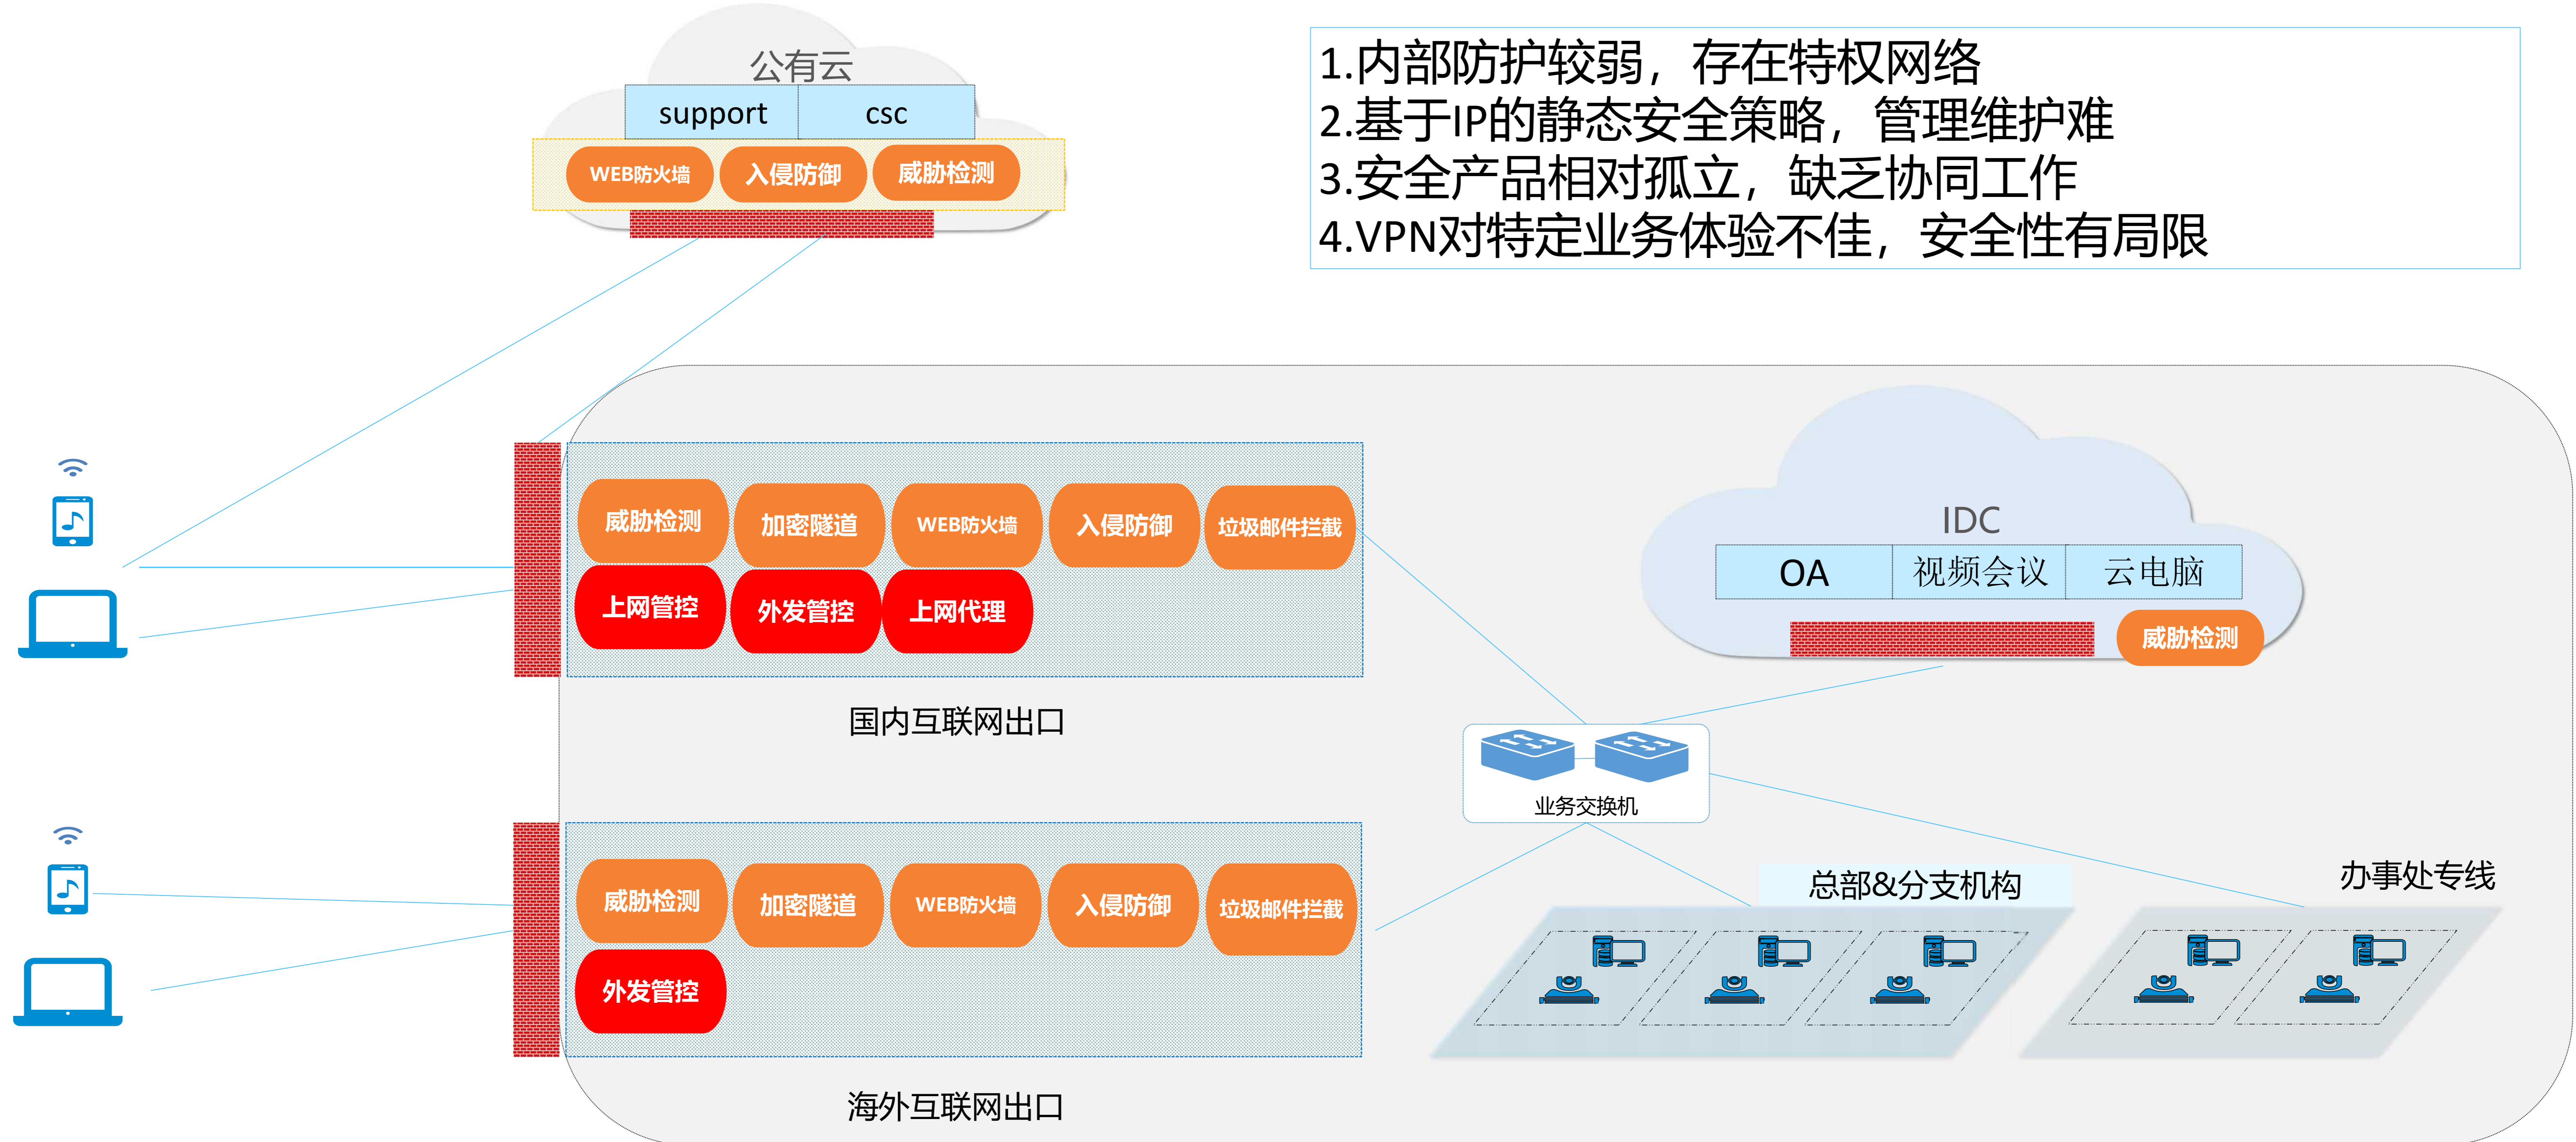 公有云
support
csc
WEB防火墙
入侵防御
威胁检测
1.内部防护较弱，存在特权网络
2.基于IP的静态安全策略，管理维护难
3.安全产品相对孤立，缺乏协同工作
4.VPN对特定业务体验不佳，安全性有局限
威胁检测
加密隧道
WEB防火墙
入侵防御
垃圾邮件拦截
上网管控
外发管控
上网代理
国内互联网出口
IDC
OA
视频会议
云电脑
威胁检测
业务交换机
威胁检测
加密隧道
WEB防火墙
入侵防御
垃圾邮件拦截
外发管控
海外互联网出口
总部&分支机构
办事处专线